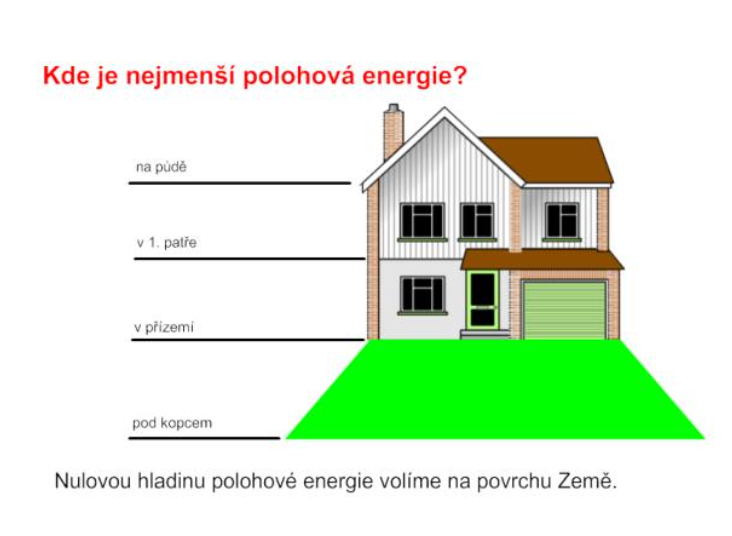 Kde je nejmenší polohová energie?
na půdě
v 1. patře
v přízemí
pod kopcem
Nulovou hladinu polohové energie volíme na povrchu Země.